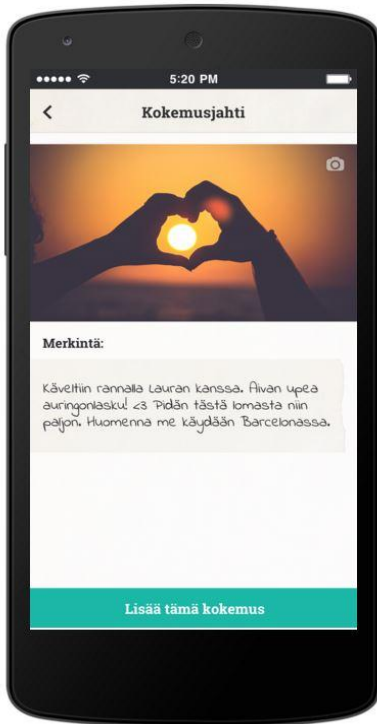 5:20 PM
Kokemusjahti
Merkintä:
Käveltiin rannalla Lauran kanssa. Aivan upea
auringonlasku! <3 Pidän tästä lomasta niin
paljon. Huomenna me käydään Barcelonassa.
Lisää tämä kokemus